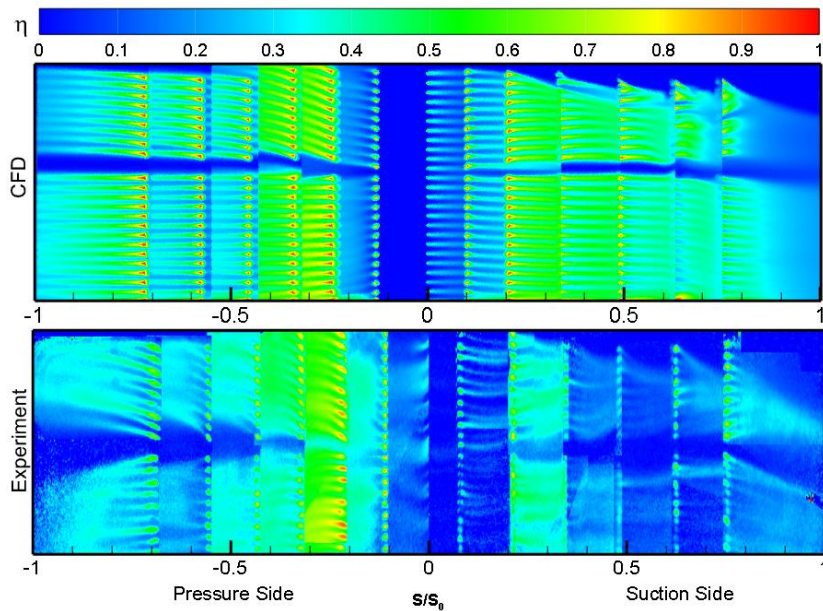 η
0 0.1 0.2 0.3 0.4 0.5 0.6 0.7 0.8 0.9 1
CFD
-1 -0.5 0 0.5 1
Experiment
-1 -0.5 0 0.5 1
Pressure Side S/S₀ Suction Side